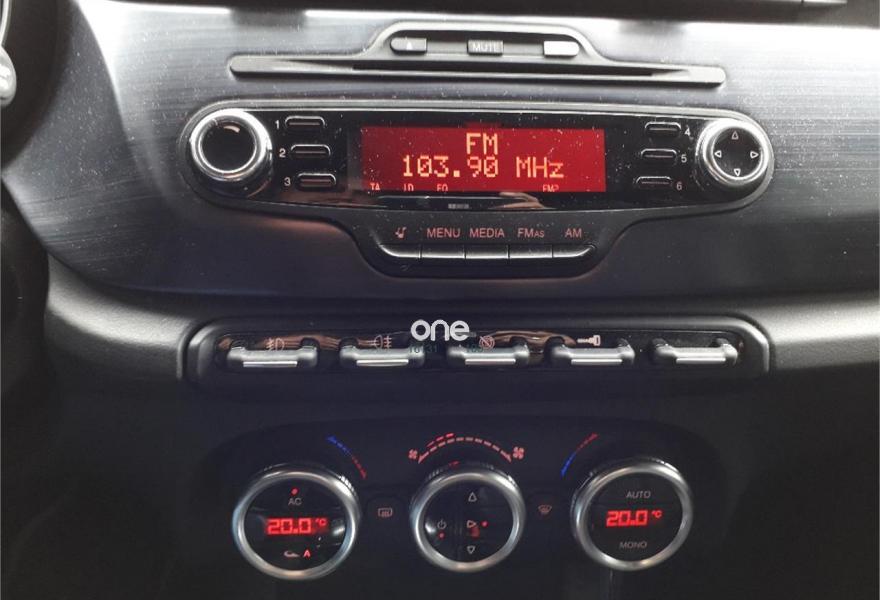 MUTE
1 2 3
FM
103.90 MHz
TA EQ
4 5 6
MENU MEDIA FMAS AM
one
AC
20.0 °C
A
AUTO
20.0 °C
MONO